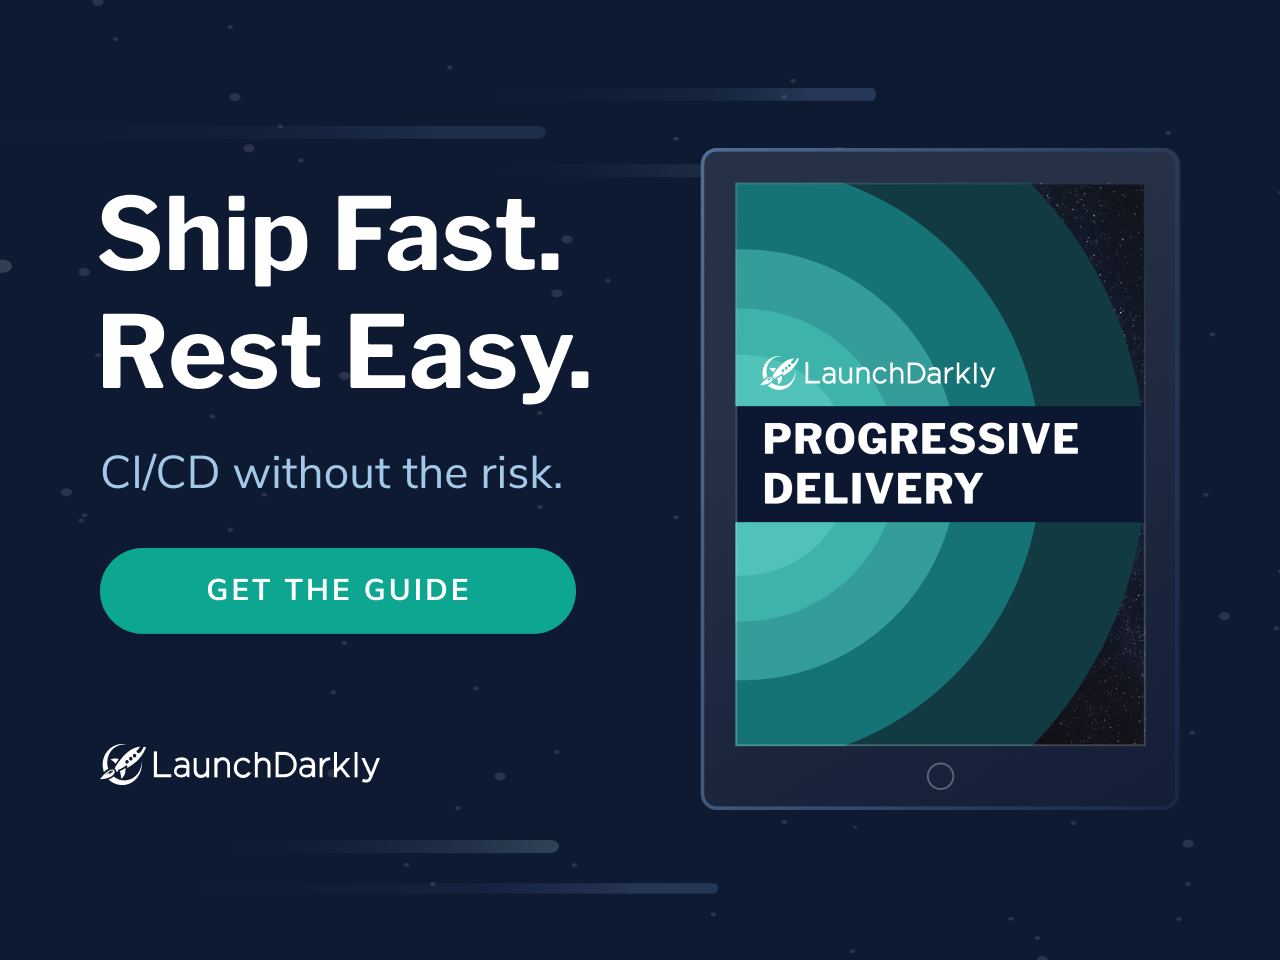 Ship Fast.
Rest Easy.
CI/CD without the risk.
GET THE GUIDE
LaunchDarkly
LaunchDarkly
PROGRESSIVE
DELIVERY